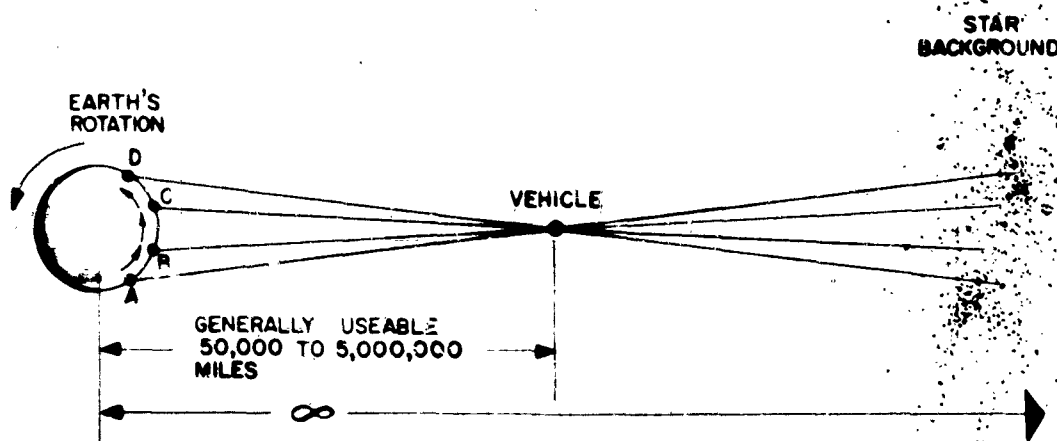 STAR
BACKGROUND
EARTH'S
ROTATION
D
C
VEHICLE
B
A
GENERALLY USEABLE
50,000 TO 5,000,000
MILES
∞